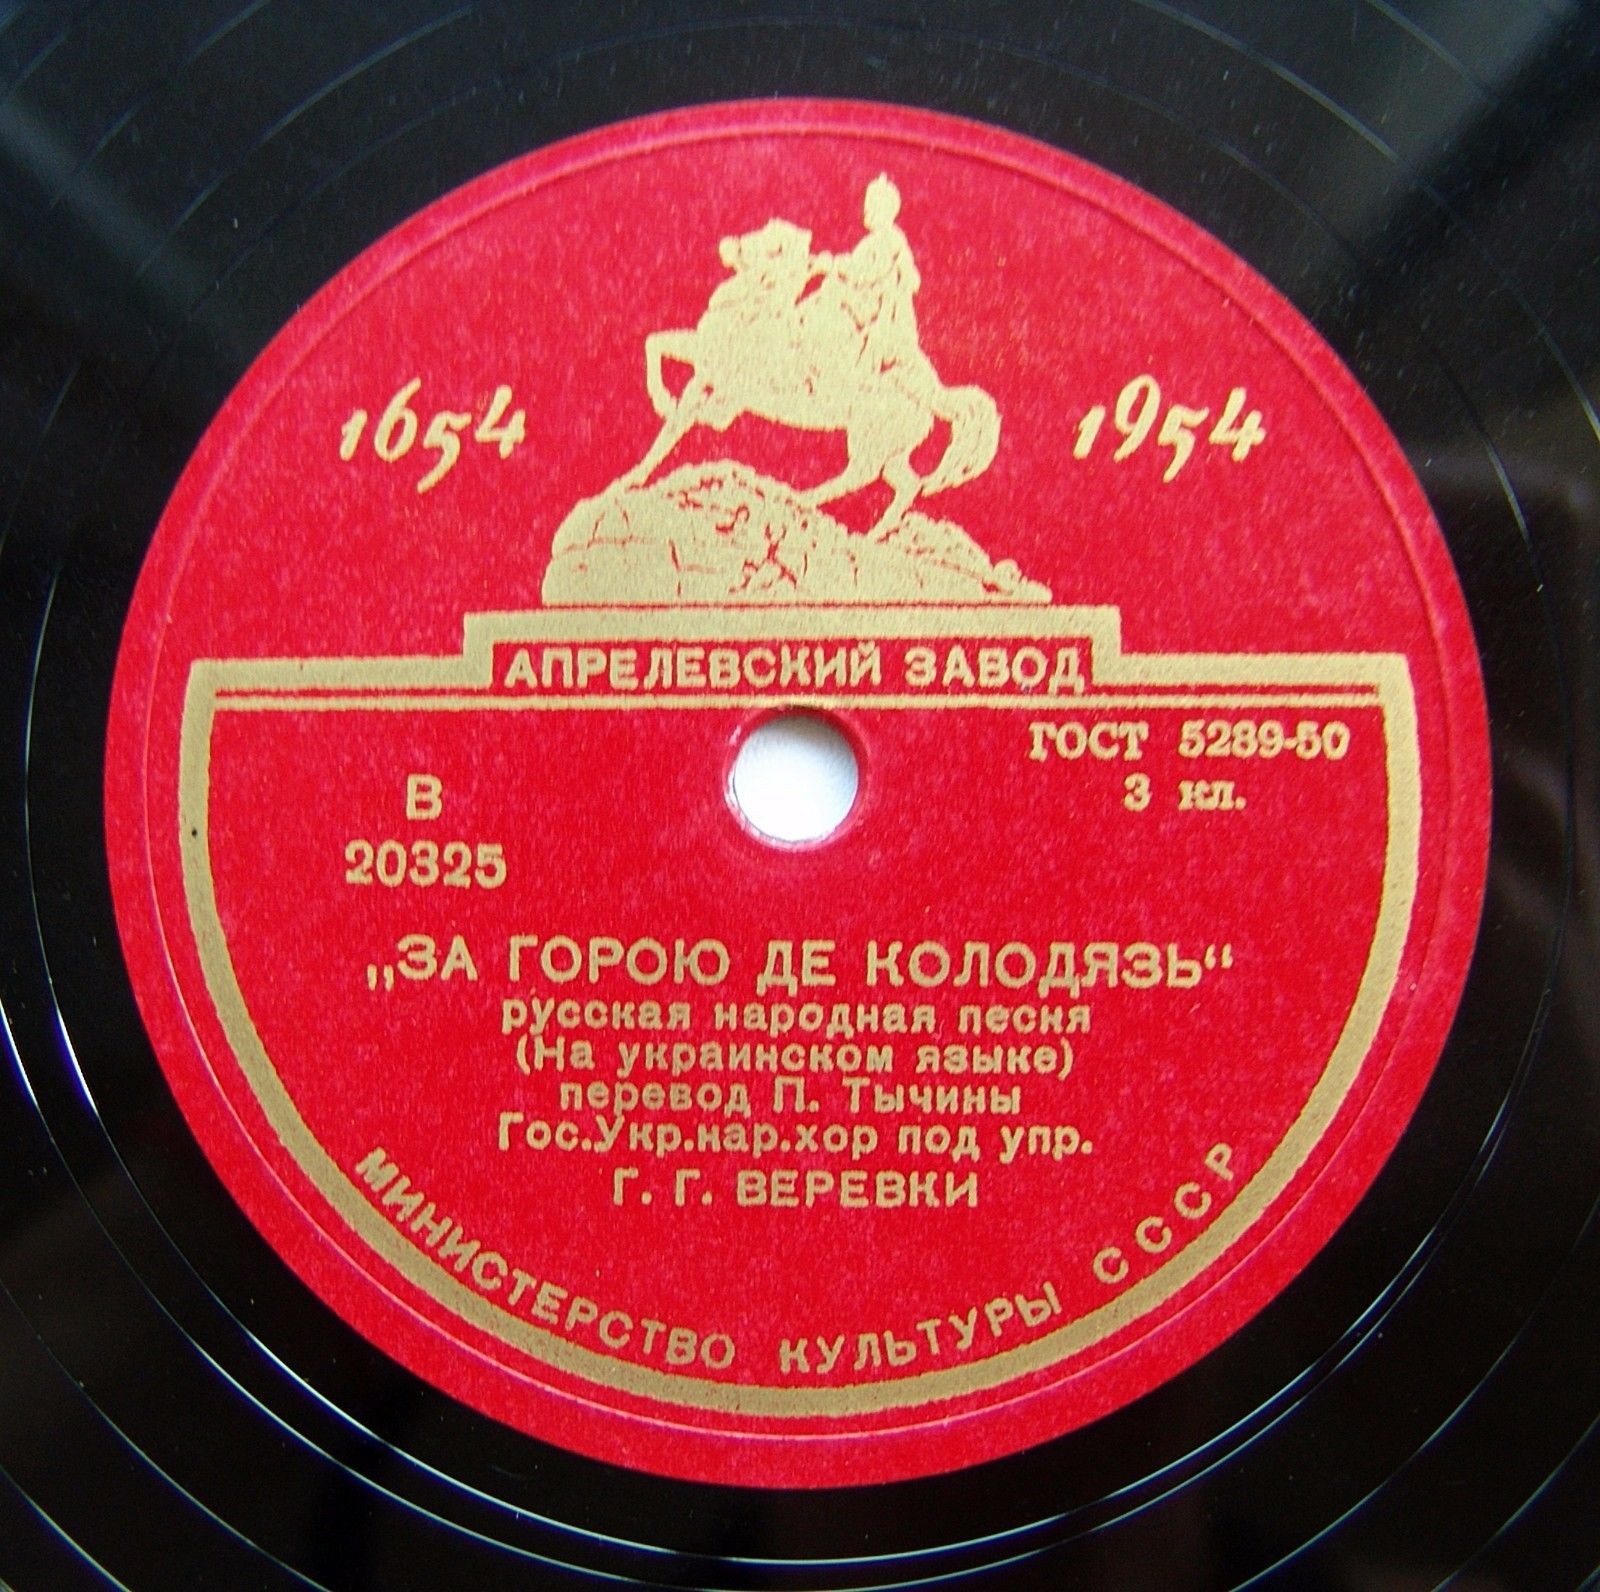 1654
1954
АПРЕЛЕВСКИЙ ЗАВОД
ГОСТ 5289-50
3 кл.
В
20325
„ЗА ГОРОЮ ДЕ КОЛОДЯЗЬ“
русская народная песня
(На украинском языке)
перевод П. Тычины
Гос.Укр.нар.хор под упр.
Г. Г. ВЕРЕВКИ
МИНИСТЕРСТВО КУЛЬТУРЫ СССР